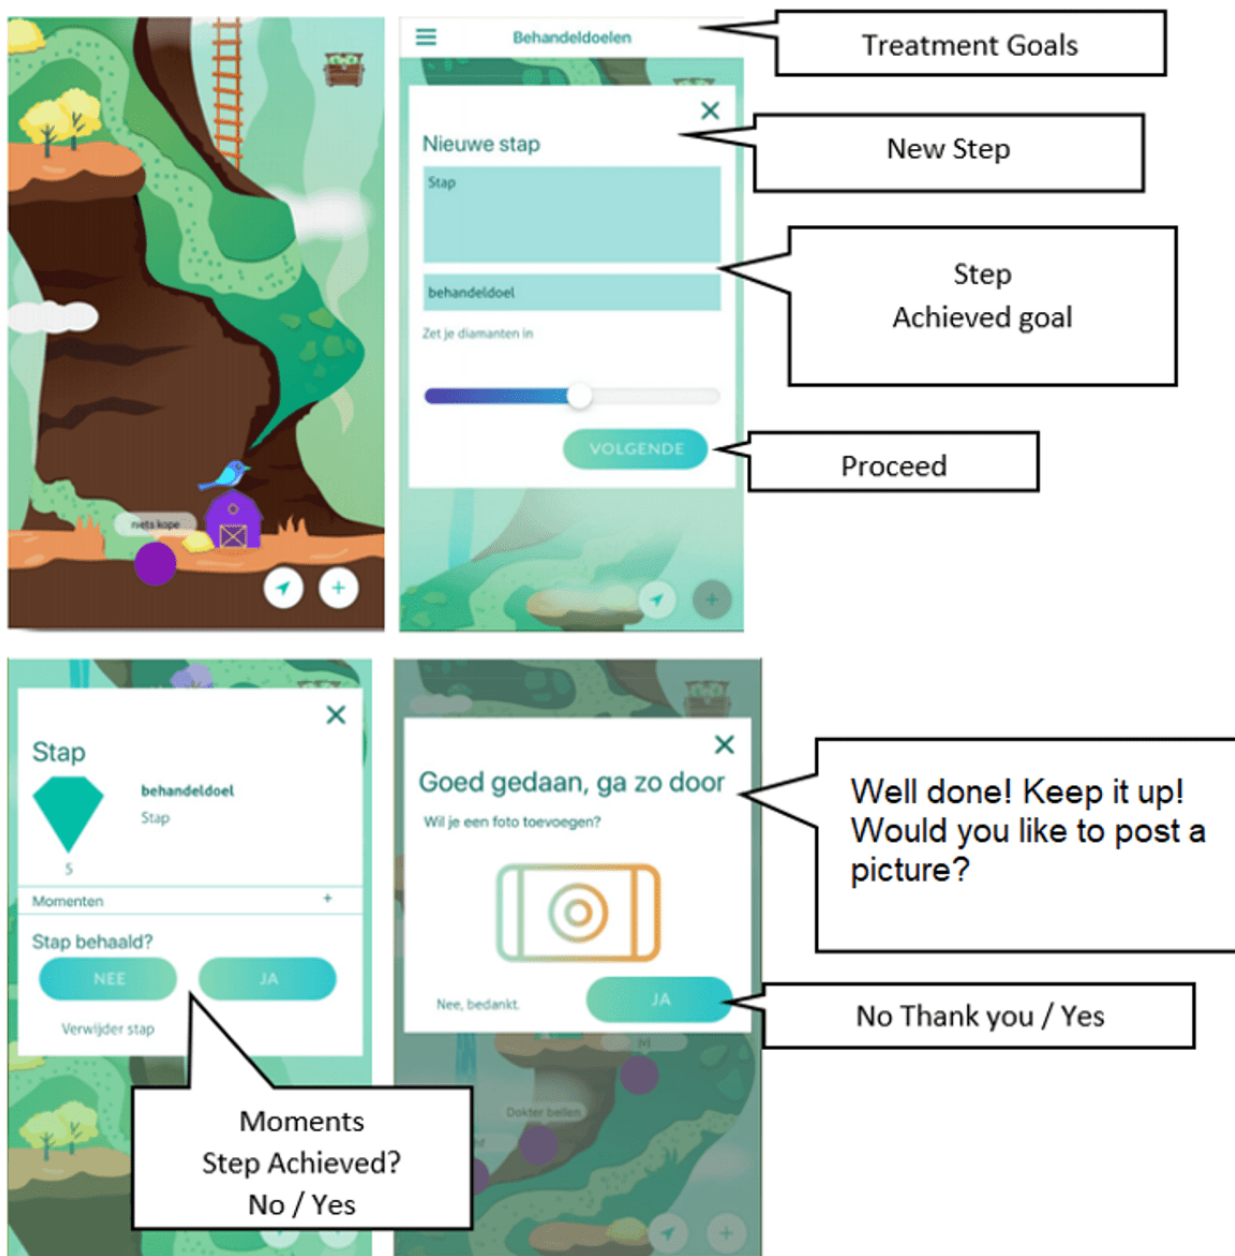 Behandeldoelen
Treatment Goals
Nieuwe stap
New Step
Stap
behandeldoel
Step
Achieved goal
Zet je diamanten in
VOLGENDE
Proceed
niets kope
Stap
behandeldoel
Stap
5
Momenten +
Stap behaald?
NEE JA
Verwijder stap
Moments
Step Achieved?
No / Yes
Goed gedaan, ga zo door
Wil je een foto toevoegen?
Well done! Keep it up!
Would you like to post a
picture?
Nee, bedankt.
JA
No Thank you / Yes
Dokter bellen